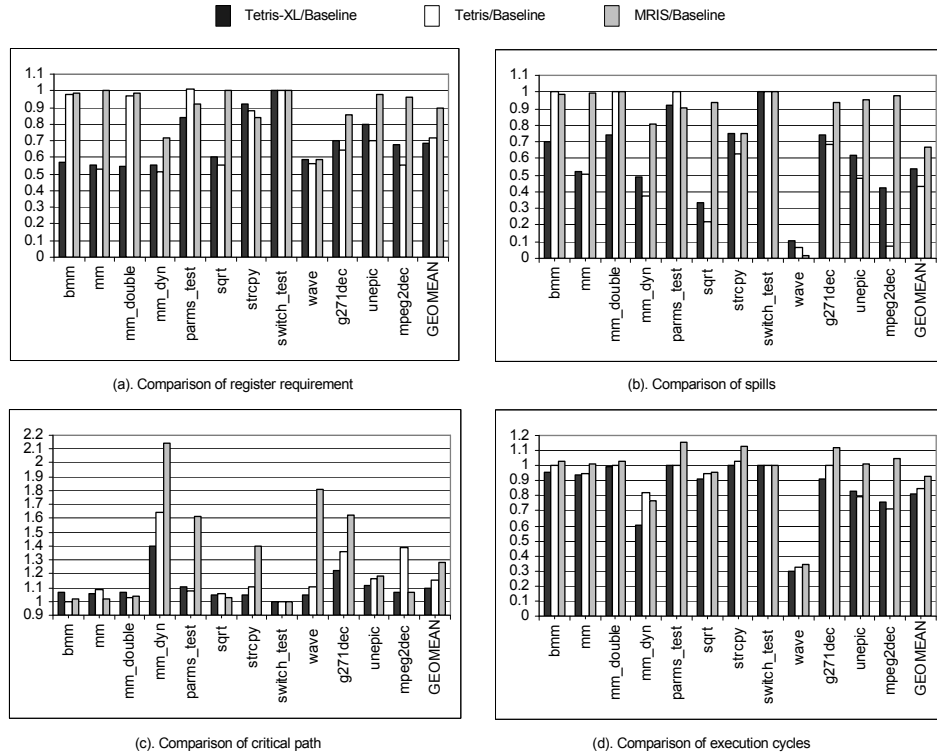 Tetris-XL/Baseline Tetris/Baseline MRIS/Baseline
1.1
1
0.9
0.8
0.7
0.6
0.5
0.4
0.3
0.2
0.1
0
bmm
mm
mm_double
mm_dyn
parms_test
sqrt
strcpy
switch_test
wave
g271dec
unepic
mpeg2dec
GEOMEAN
(a). Comparison of register requirement
1.1
1
0.9
0.8
0.7
0.6
0.5
0.4
0.3
0.2
0.1
0
bmm
mm
mm_double
mm_dyn
parms_test
sqrt
strcpy
switch_test
wave
g271dec
unepic
mpeg2dec
GEOMEAN
(b). Comparison of spills
2.2
2.1
2
1.9
1.8
1.7
1.6
1.5
1.4
1.3
1.2
1.1
1
0.9
bmm
mm
mm_double
mm_dyn
parms_test
sqrt
strcpy
switch_test
wave
g271dec
unepic
mpeg2dec
GEOMEAN
(c). Comparison of critical path
1.2
1.1
1
0.9
0.8
0.7
0.6
0.5
0.4
0.3
0.2
0.1
0
bmm
mm
mm_double
mm_dyn
parms_test
sqrt
strcpy
switch_test
wave
g271dec
unepic
mpeg2dec
GEOMEAN
(d). Comparison of execution cycles